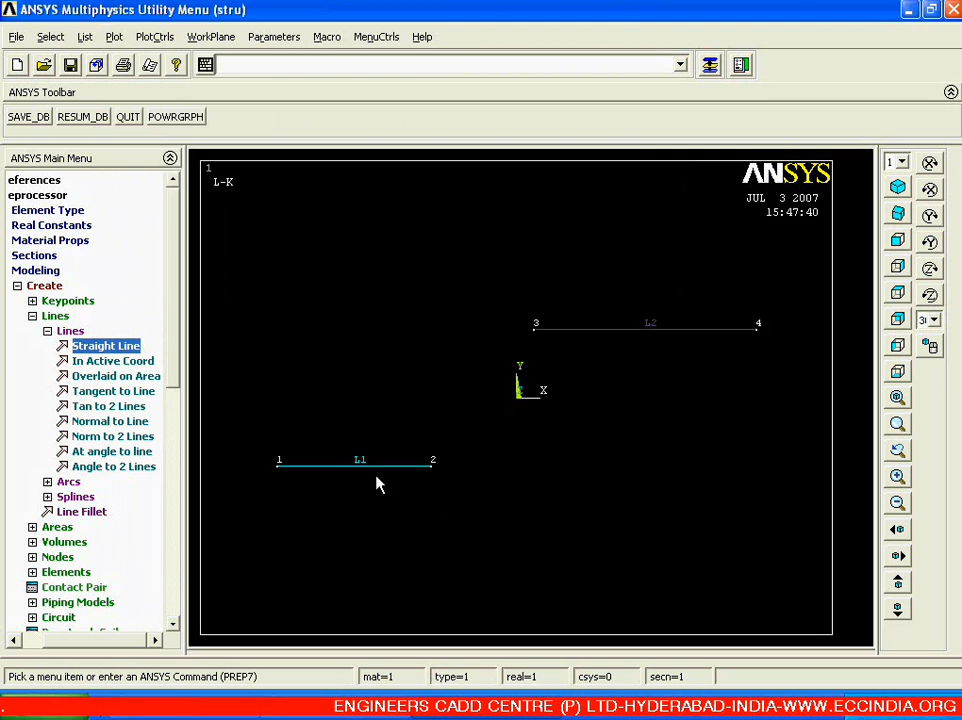 ANSYS Multiphysics Utility Menu (stru)
File Select List Plot PlotCtrls WorkPlane Parameters Macro MenuCtrls Help
ANSYS Toolbar
SAVE_DB RESUM_DB QUIT POWRGRPH
ANSYS Main Menu
eferences
eprocessor
Element Type
Real Constants
Material Props
Sections
Modeling
Create
Keypoints
Lines
Lines
Straight Line
In Active Coord
Overlaid on Area
Tangent to Line
Tan to 2 Lines
Normal to Line
Norm to 2 Lines
At angle to line
Angle to 2 Lines
Arcs
Splines
Line Fillet
Areas
Volumes
Nodes
Elements
Contact Pair
Piping Models
Circuit
1
L-K
ANSYS
JUL 3 2007
15:47:40
3 L2 4
Y
X
1 L1 2
1
3
Pick a menu item or enter an ANSYS Command (PREP7) mat=1 type=1 real=1 csys=0 secn=1
. ENGINEERS CADD CENTRE (P) LTD-HYDERABAD-INDIA-WWW.ECCINDIA.ORG